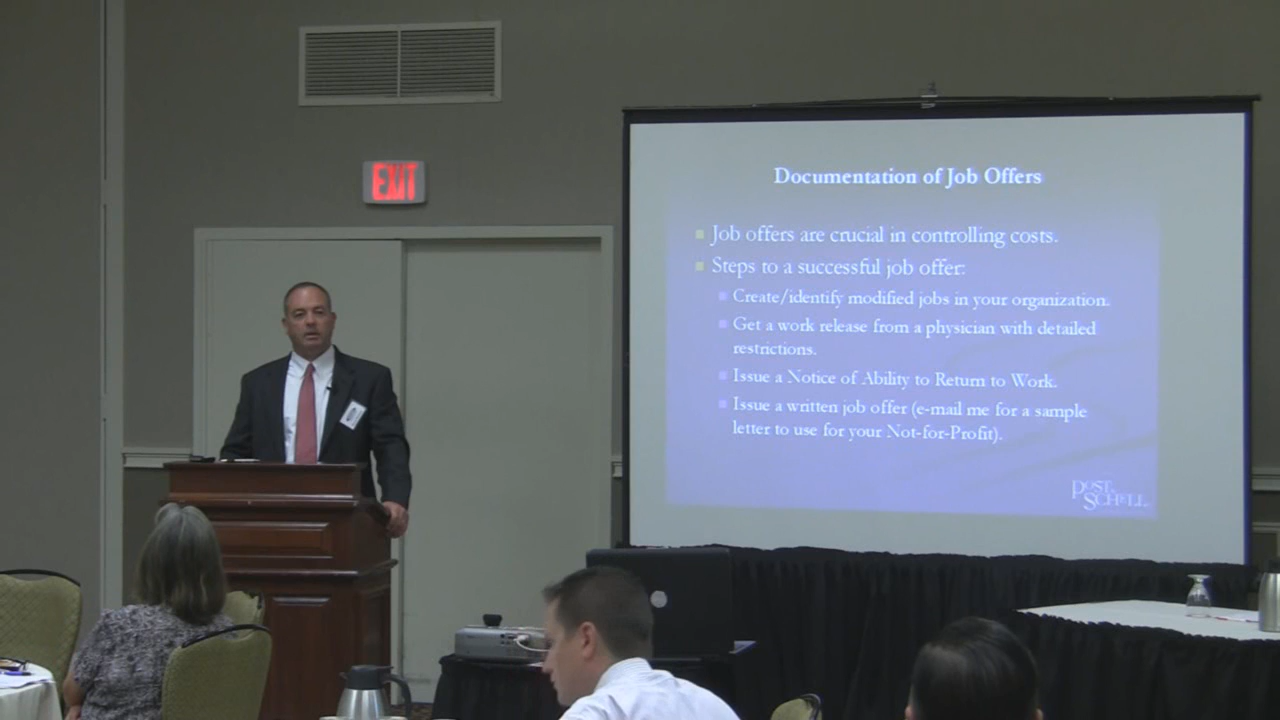 EXIT
Documentation of Job Offers
Job offers are crucial in controlling costs.
Steps to a successful job offer:
Create/identify modified jobs in your organization.
Get a work release from a physician with detailed
restrictions.
Issue a Notice of Ability to Return to Work.
Issue a written job offer (e-mail me for a sample
letter to use for your Not-for-Profit).
POST
SCHELL